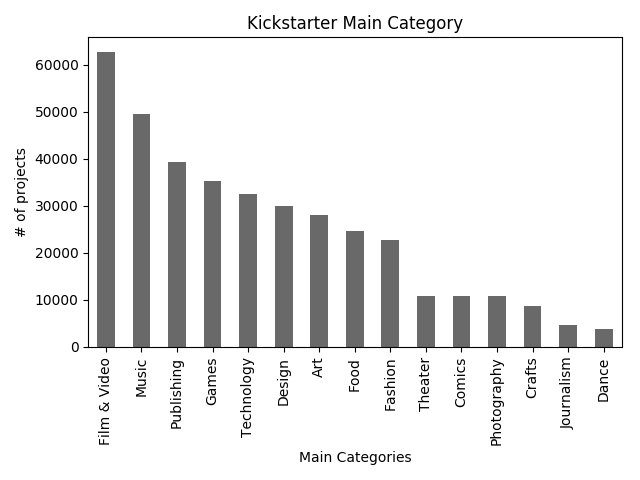 Kickstarter Main Category
# of projects
60000
50000
40000
30000
20000
10000
0
Film & Video
Music
Publishing
Games
Technology
Design
Art
Food
Fashion
Theater
Comics
Photography
Crafts
Journalism
Dance
Main Categories